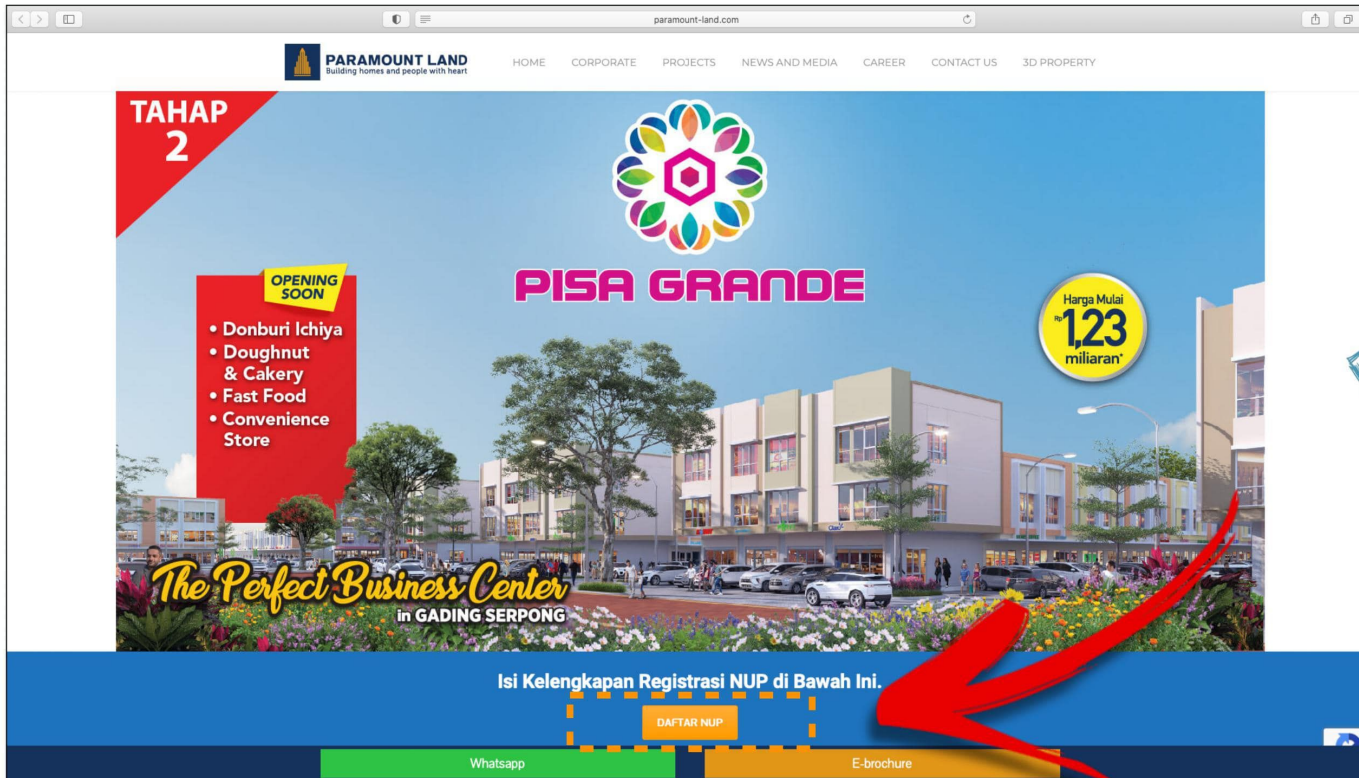 paramount-land.com
PARAMOUNT LAND
Building homes and people with heart
HOME CORPORATE PROJECTS NEWS AND MEDIA CAREER CONTACT US 3D PROPERTY
TAHAP
2
PISA GRANDE
OPENING
SOON
• Donburi Ichiya
• Doughnut
& Cakery
• Fast Food
• Convenience
Store
Harga Mulai
Rp 1,23
miliaran*
The Perfect Business Center
in GADING SERPONG
Isi Kelengkapan Registrasi NUP di Bawah Ini.
DAFTAR NUP
Whatsapp
E-brochure